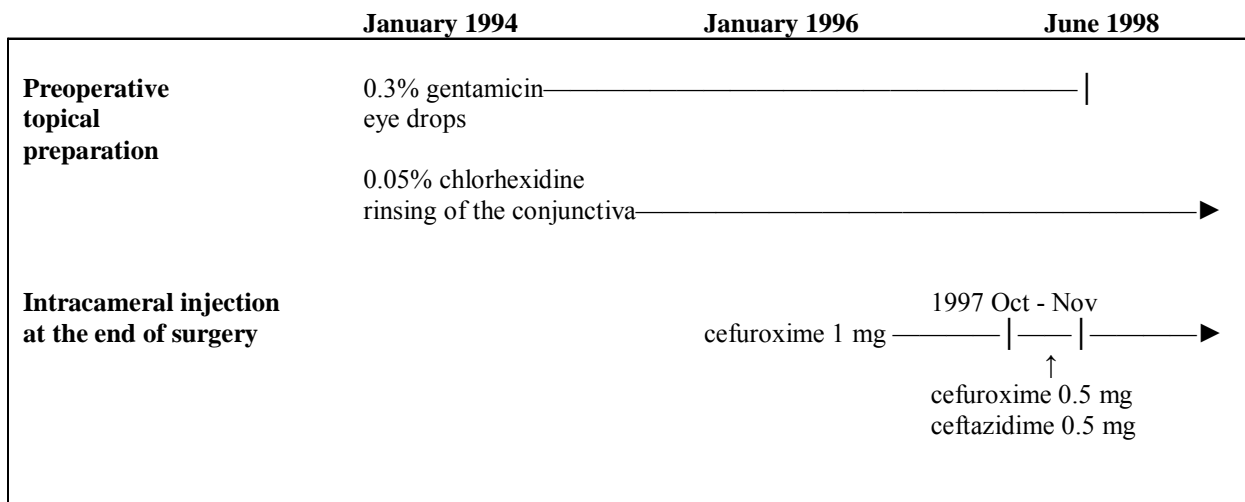 January 1994 January 1996 June 1998
Preoperative 0.3% gentamicin
topical eye drops
preparation
0.05% chlorhexidine
rinsing of the conjunctiva
Intracameral injection 1997 Oct - Nov
at the end of surgery cefuroxime 1 mg
↑
cefuroxime 0.5 mg
ceftazidime 0.5 mg